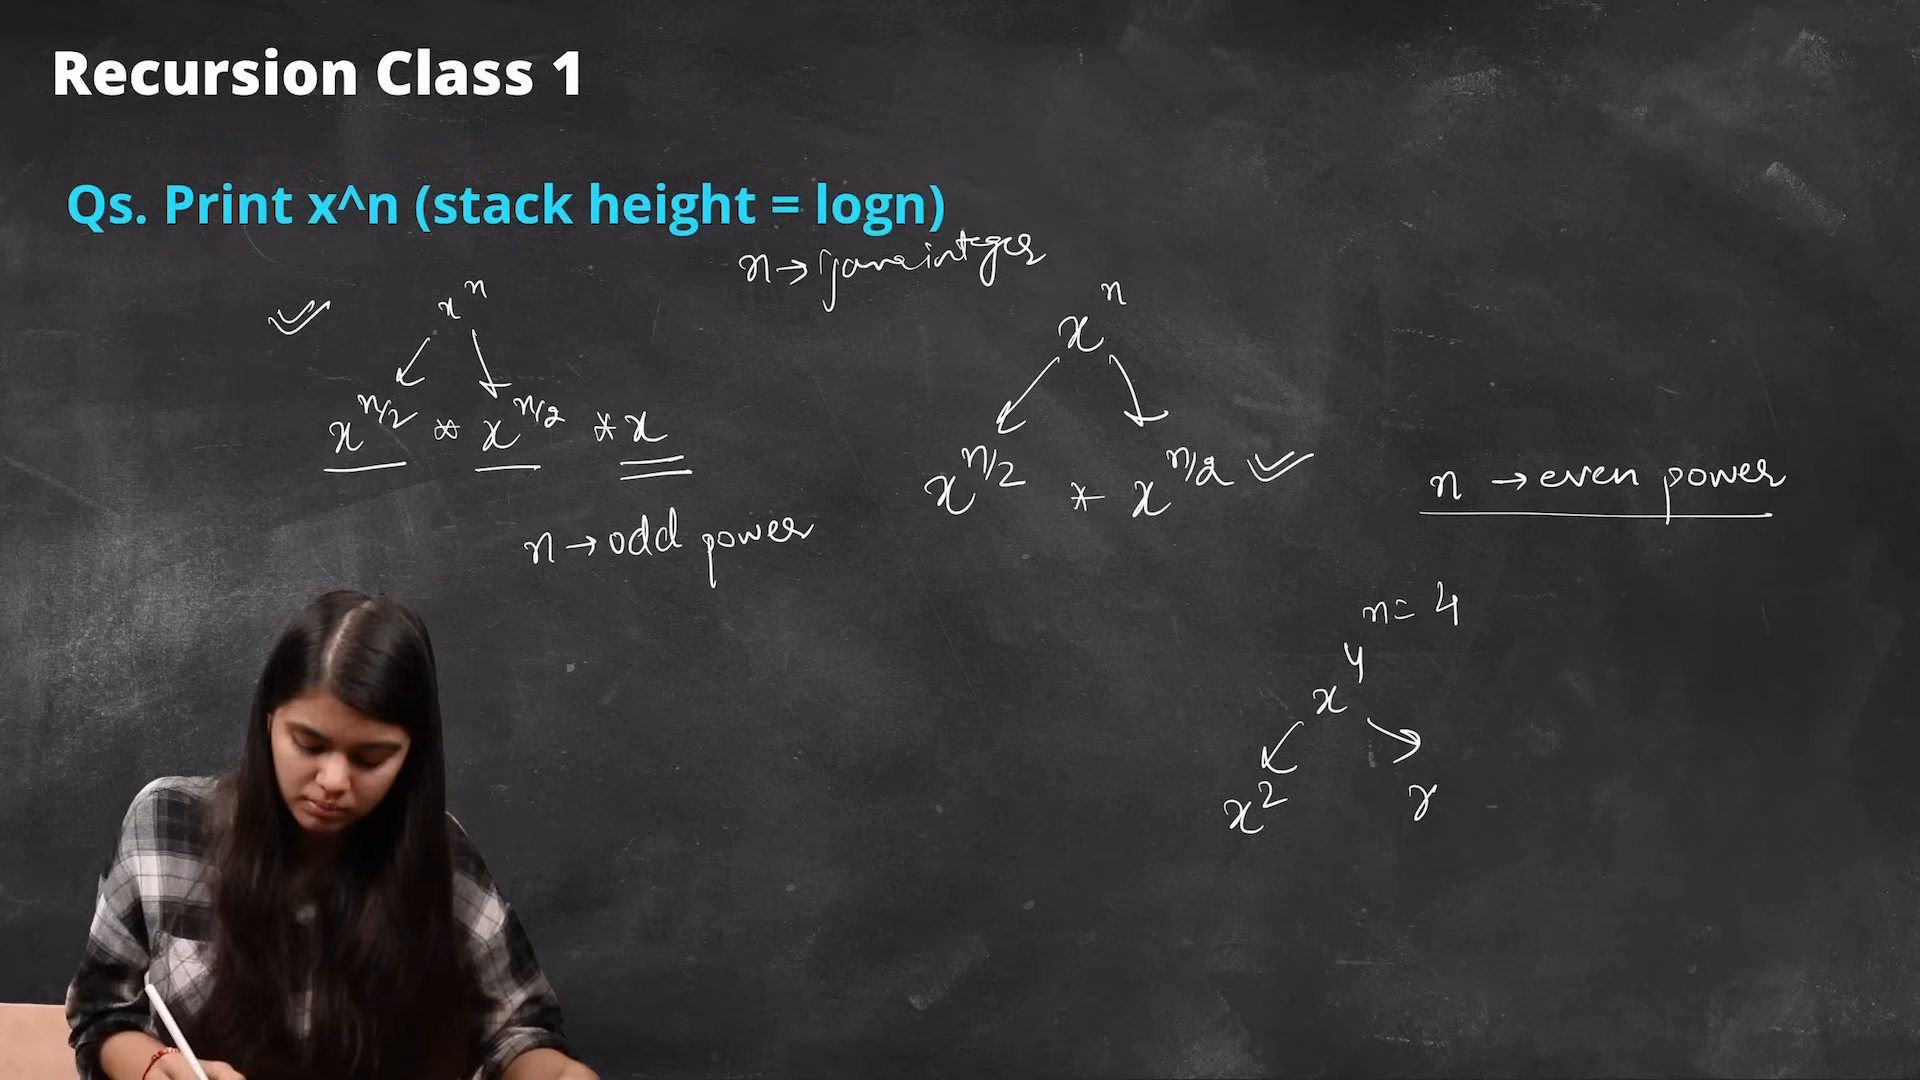 Recursion Class 1
Qs. Print x^n (stack height = logn)
n → java integer
x^n
x^n/2 * x^n/2 * x
n → odd power
x^n
x^n/2 * x^n/2
n → even power
n = 4
x^4
x^2